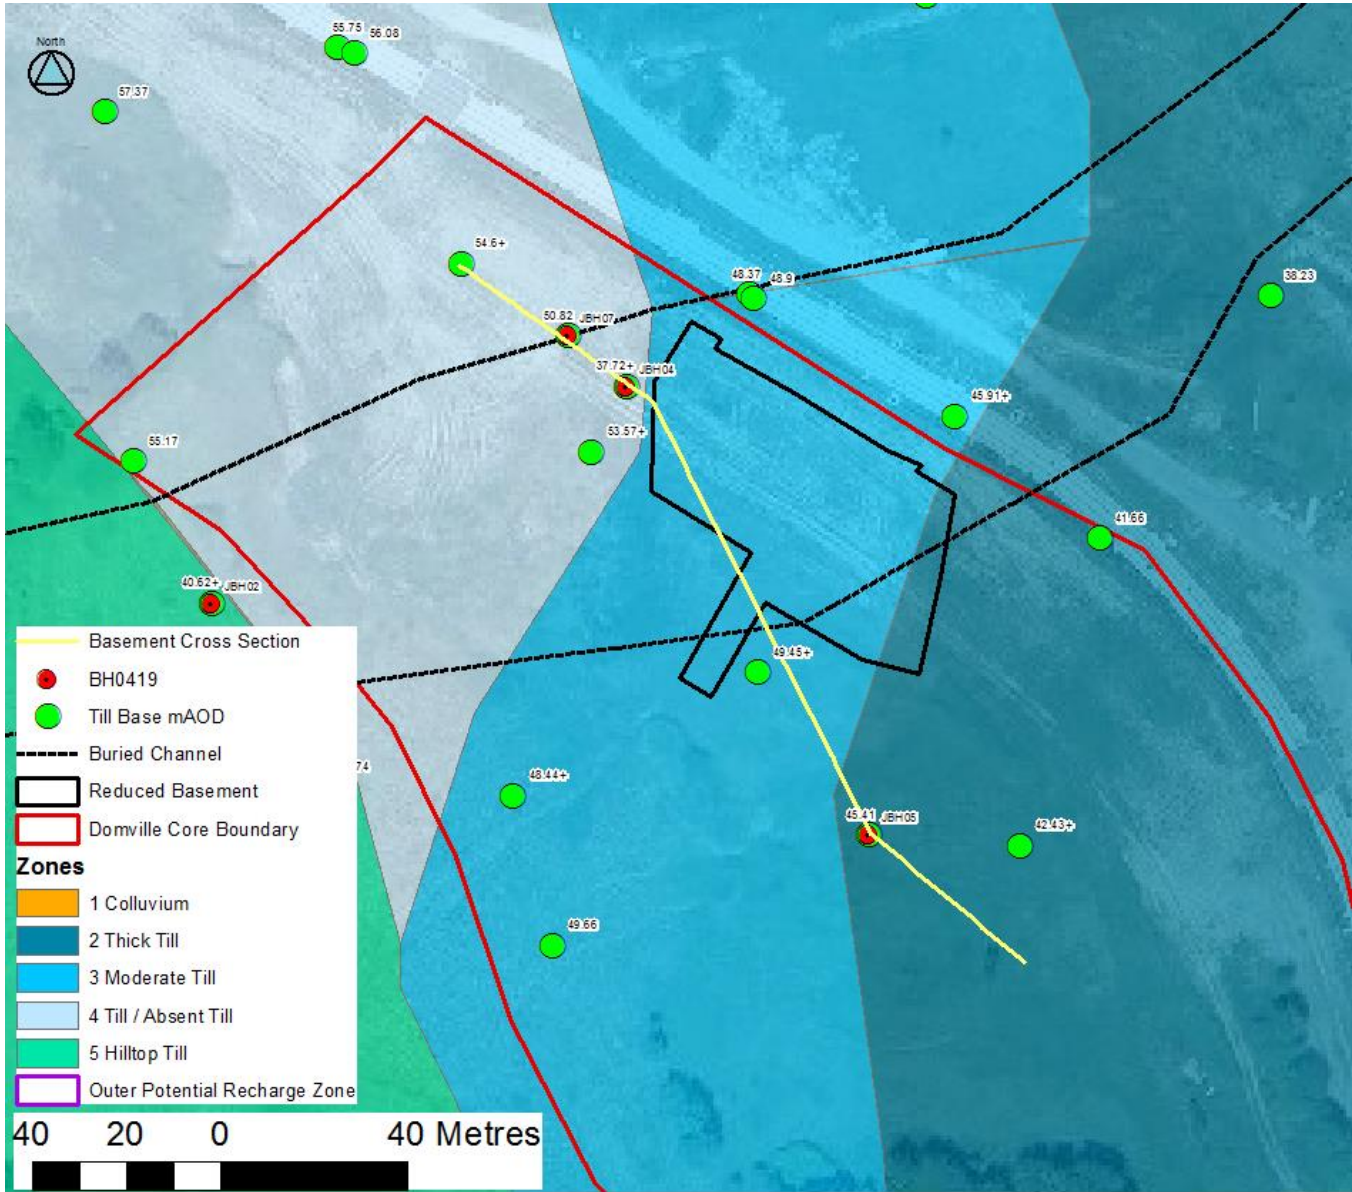 North
55.75
56.08
57.37
54.6+
48.37
48.9
38.23
50.82 JBH07
37.72+ JBH04
45.91+
53.57+
55.17
41.66
40.62+ JBH02
49.45+
74
48.44+
45.41 JBH05
42.43+
49.66
Basement Cross Section
BH0419
Till Base mAOD
Buried Channel
Reduced Basement
Domville Core Boundary
Zones
1 Colluvium
2 Thick Till
3 Moderate Till
4 Till / Absent Till
5 Hilltop Till
Outer Potential Recharge Zone
40 20 0 40 Metres